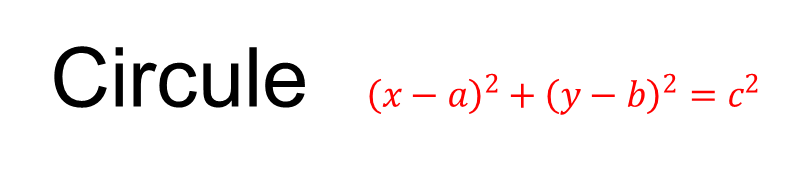 Circule (x − a)² + (y − b)² = c²